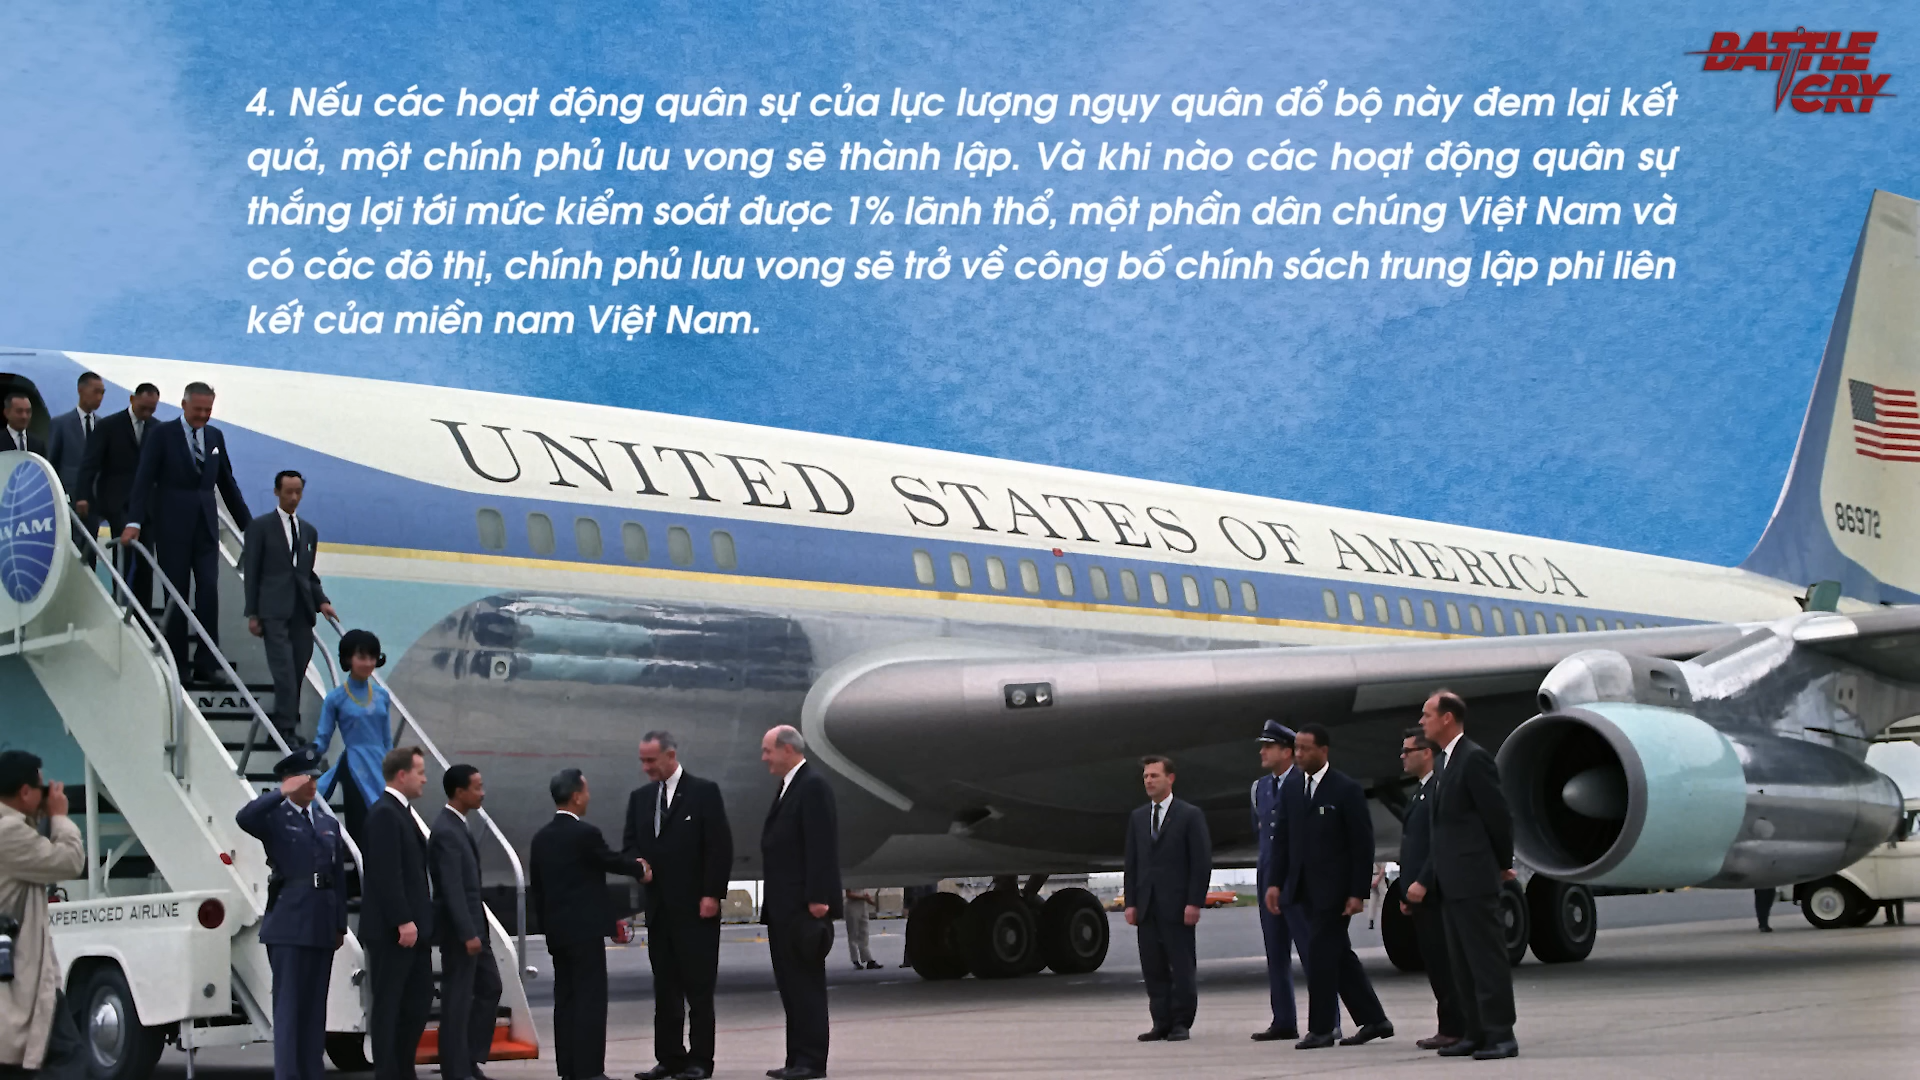 BATTLE
CRY
4. Nếu các hoạt động quân sự của lực lượng ngụy quân đổ bộ này đem lại kết
quả, một chính phủ lưu vong sẽ thành lập. Và khi nào các hoạt động quân sự
thắng lợi tới mức kiểm soát được 1% lãnh thổ, một phần dân chúng Việt Nam và
có các đô thị, chính phủ lưu vong sẽ trở về công bố chính sách trung lập phi liên
kết của miền nam Việt Nam.
UNITED STATES OF AMERICA
86972
N AM
NAM
XPERIENCED AIRLINE